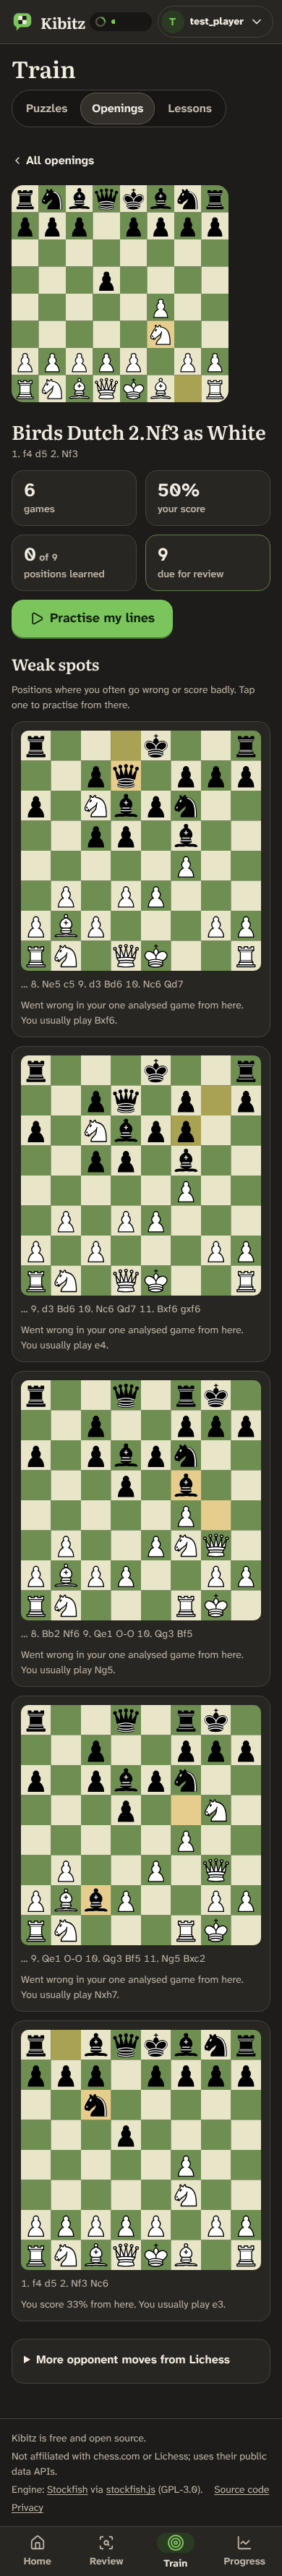 Kibitz
T test_player
Train
Puzzles Openings Lessons
All openings
Birds Dutch 2.Nf3 as White
1. f4 d5 2. Nf3
6
games
50%
your score
0 of 9
positions learned
9
due for review
Practise my lines
Weak spots
Positions where you often go wrong or score badly. Tap
one to practise from there.
... 8. Ne5 c5 9. d3 Bd6 10. Nc6 Qd7
Went wrong in your one analysed game from here.
You usually play Bxf6.
... 9. d3 Bd6 10. Nc6 Qd7 11. Bxf6 gxf6
Went wrong in your one analysed game from here.
You usually play e4.
... 8. Bb2 Nf6 9. Qe1 O-O 10. Qg3 Bf5
Went wrong in your one analysed game from here.
You usually play Ng5.
... 9. Qe1 O-O 10. Qg3 Bf5 11. Ng5 Bxc2
Went wrong in your one analysed game from here.
You usually play Nxh7.
1. f4 d5 2. Nf3 Nc6
You score 33% from here. You usually play e3.
More opponent moves from Lichess
Kibitz is free and open source.
Not affiliated with chess.com or Lichess; uses their public
data APIs.
Engine: Stockfish via stockfish.js (GPL-3.0). Source code
Privacy
Home Review Train Progress